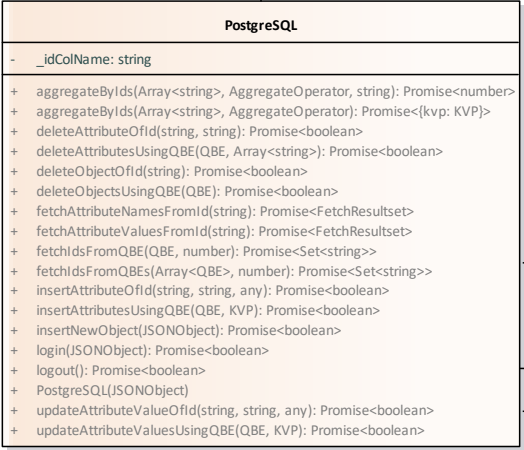 PostgreSQL
- _idColName: string
+ aggregateByIds(Array<string>, AggregateOperator, string): Promise<number>
+ aggregateByIds(Array<string>, AggregateOperator): Promise<{kvp: KVP}>
+ deleteAttributeOfId(string, string): Promise<boolean>
+ deleteAttributesUsingQBE(QBE, Array<string>): Promise<boolean>
+ deleteObjectOfId(string): Promise<boolean>
+ deleteObjectsUsingQBE(QBE): Promise<boolean>
+ fetchAttributeNamesFromId(string): Promise<FetchResultset>
+ fetchAttributeValuesFromId(string): Promise<FetchResultset>
+ fetchIdsFromQBE(QBE, number): Promise<Set<string>>
+ fetchIdsFromQBEs(Array<QBE>, number): Promise<Set<string>>
+ insertAttributeOfId(string, string, any): Promise<boolean>
+ insertAttributesUsingQBE(QBE, KVP): Promise<boolean>
+ insertNewObject(JSONObject): Promise<boolean>
+ login(JSONObject): Promise<boolean>
+ logout(): Promise<boolean>
+ PostgreSQL(JSONObject)
+ updateAttributeValueOfId(string, string, any): Promise<boolean>
+ updateAttributeValuesUsingQBE(QBE, KVP): Promise<boolean>